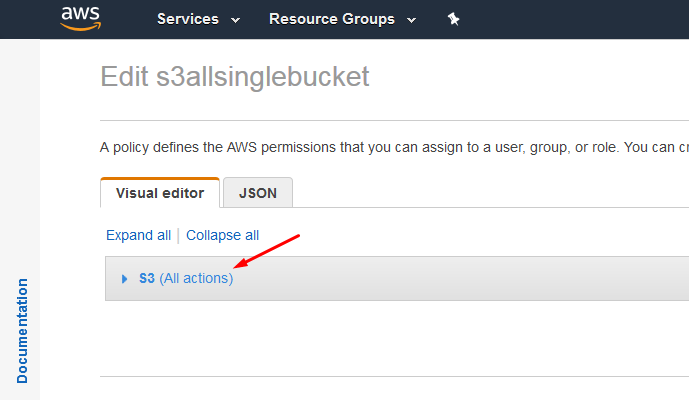 aws Services Resource Groups
Edit s3allsinglebucket
A policy defines the AWS permissions that you can assign to a user, group, or role. You can
Visual editor JSON
Expand all Collapse all
S3 (All actions)
Documentation